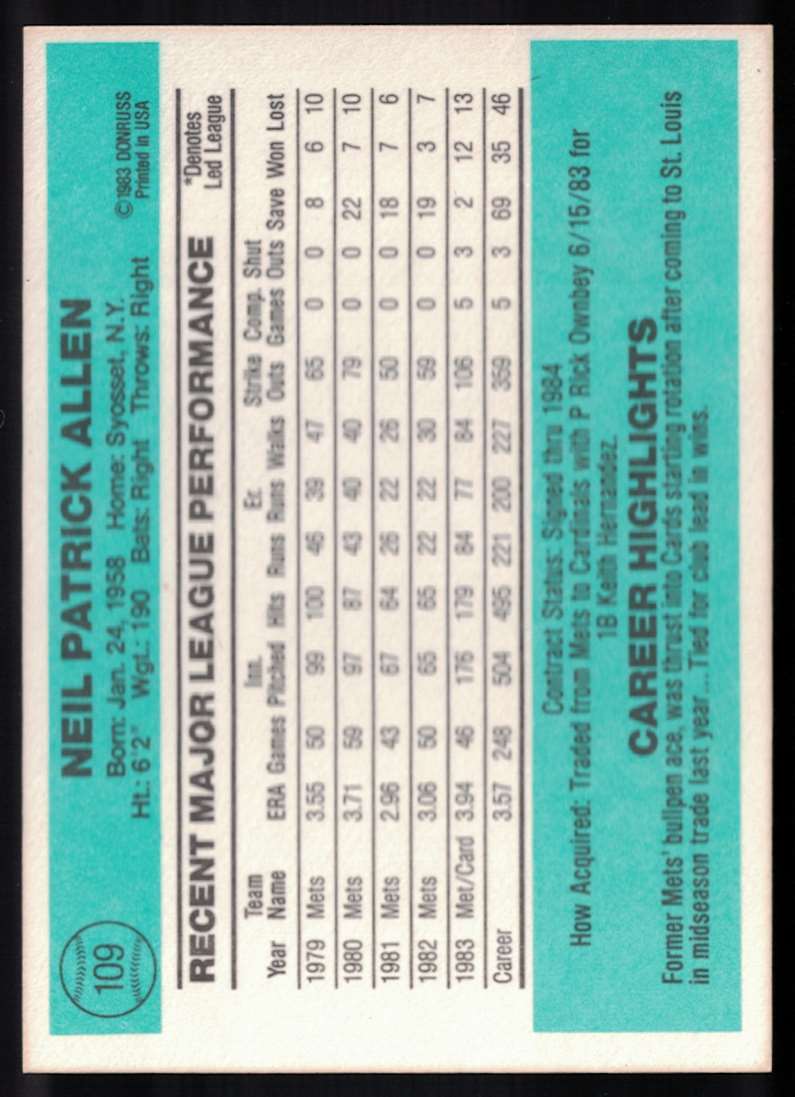 109
NEIL PATRICK ALLEN
©1983 DONRUSS
Printed in USA
Born: Jan. 24, 1958 Home: Syosset, N.Y.
Ht.: 6'2" Wgt.: 190 Bats: Right Throws: Right
RECENT MAJOR LEAGUE PERFORMANCE
*Denotes
Led League
Team Inn. Er. Strike Comp. Shut
Year Name ERA Games Pitched Hits Runs Runs Walks Outs Games Outs Save Won Lost
1979 Mets 3.55 50 99 100 46 39 47 65 0 0 8 6 10
1980 Mets 3.71 59 97 87 43 40 40 79 0 0 22 7 10
1981 Mets 2.96 43 67 64 26 22 26 50 0 0 18 7 6
1982 Mets 3.06 50 65 65 22 22 30 59 0 0 19 3 7
1983 Met/Card 3.94 46 176 179 84 77 84 106 5 3 2 12 13
Career 3.57 248 504 495 221 200 227 359 5 3 69 35 46
Contract Status: Signed thru 1984
How Acquired: Traded from Mets to Cardinals with P Rick Ownbey 6/15/83 for
1B Keith Hernandez.
CAREER HIGHLIGHTS
Former Mets' bullpen ace, was thrust into Cards starting rotation after coming to St. Louis
in midseason trade last year...Tied for club lead in wins.